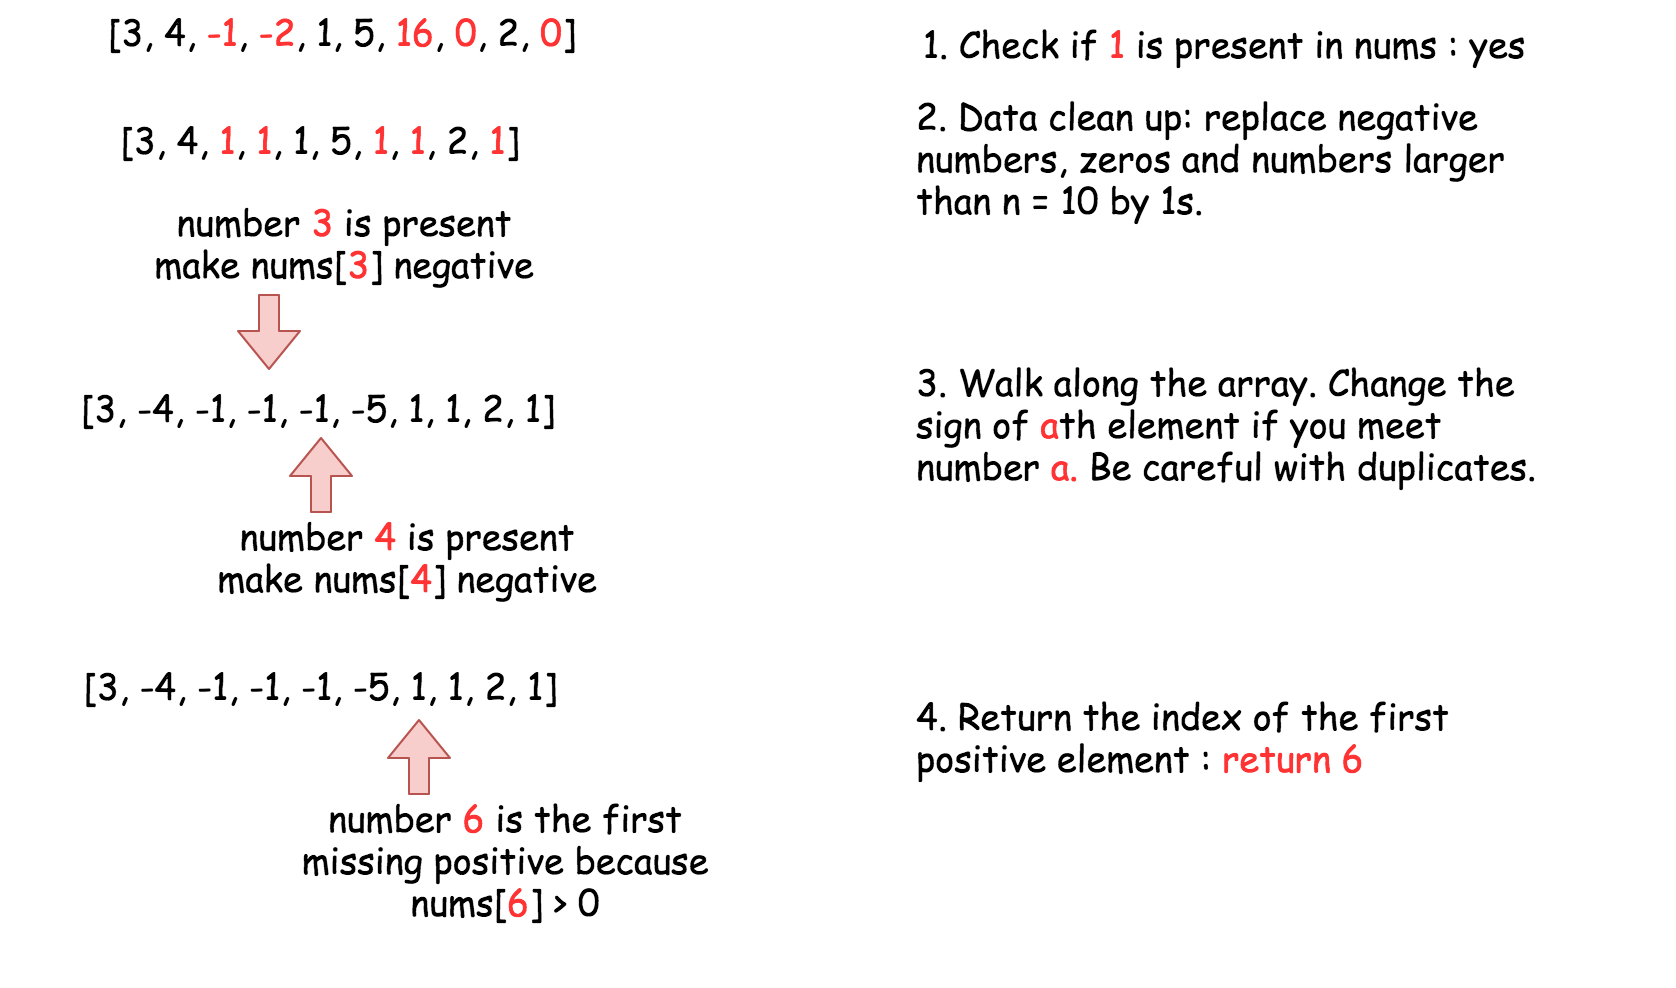 [3, 4, -1, -2, 1, 5, 16, 0, 2, 0]
1. Check if 1 is present in nums : yes
[3, 4, 1, 1, 1, 5, 1, 1, 2, 1]
2. Data clean up: replace negative
numbers, zeros and numbers larger
than n = 10 by 1s.
number 3 is present
make nums[3] negative
[3, -4, -1, -1, -1, -5, 1, 1, 2, 1]
number 4 is present
make nums[4] negative
3. Walk along the array. Change the
sign of ath element if you meet
number a. Be careful with duplicates.
[3, -4, -1, -1, -1, -5, 1, 1, 2, 1]
number 6 is the first
missing positive because
nums[6] > 0
4. Return the index of the first
positive element : return 6